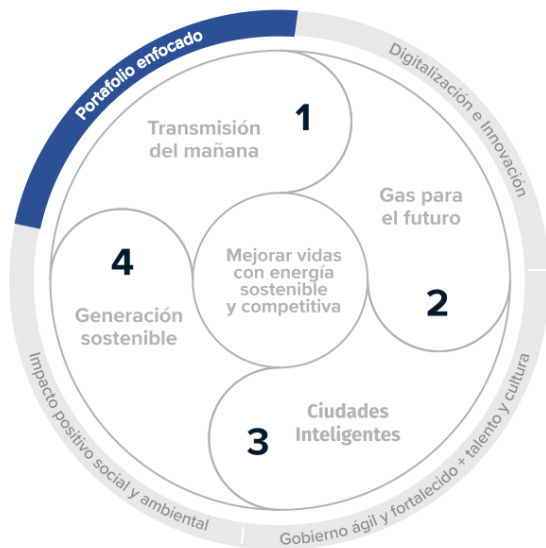 Portafolio enfocado
Digitalización e Innovación
1
Transmisión
del mañana
Gas para
el futuro
2
Mejorar vidas
con energía
sostenible
y competitiva
4
Generación
sostenible
3
Ciudades
Inteligentes
Impacto positivo social y ambiental
Gobierno ágil y fortalecido + talento y cultura